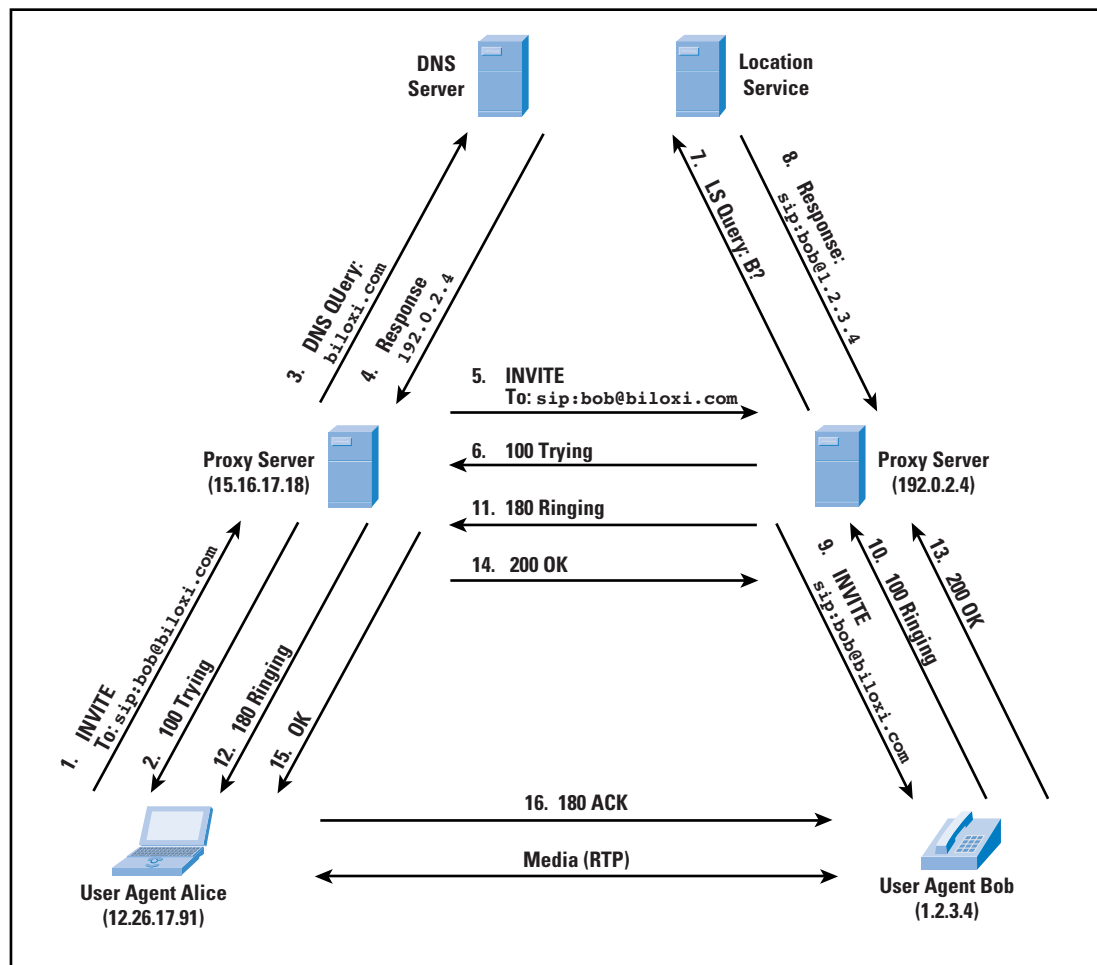 DNS
Server
Location
Service
3. DNS QUery:
biloxi.com
4. Response
192.0.2.4
7. LS Query: B?
8. Response:
sip:bob@1.2.3.4
5. INVITE
To: sip:bob@biloxi.com
Proxy Server
(15.16.17.18)
6. 100 Trying
Proxy Server
(192.0.2.4)
11. 180 Ringing
14. 200 OK
1. INVITE
To: sip:bob@biloxi.com
2. 100 Trying
12. 180 Ringing
15. OK
9. INVITE
sip:bob@biloxi.com
10. 100 Ringing
13. 200 OK
16. 180 ACK
Media (RTP)
User Agent Alice
(12.26.17.91)
User Agent Bob
(1.2.3.4)